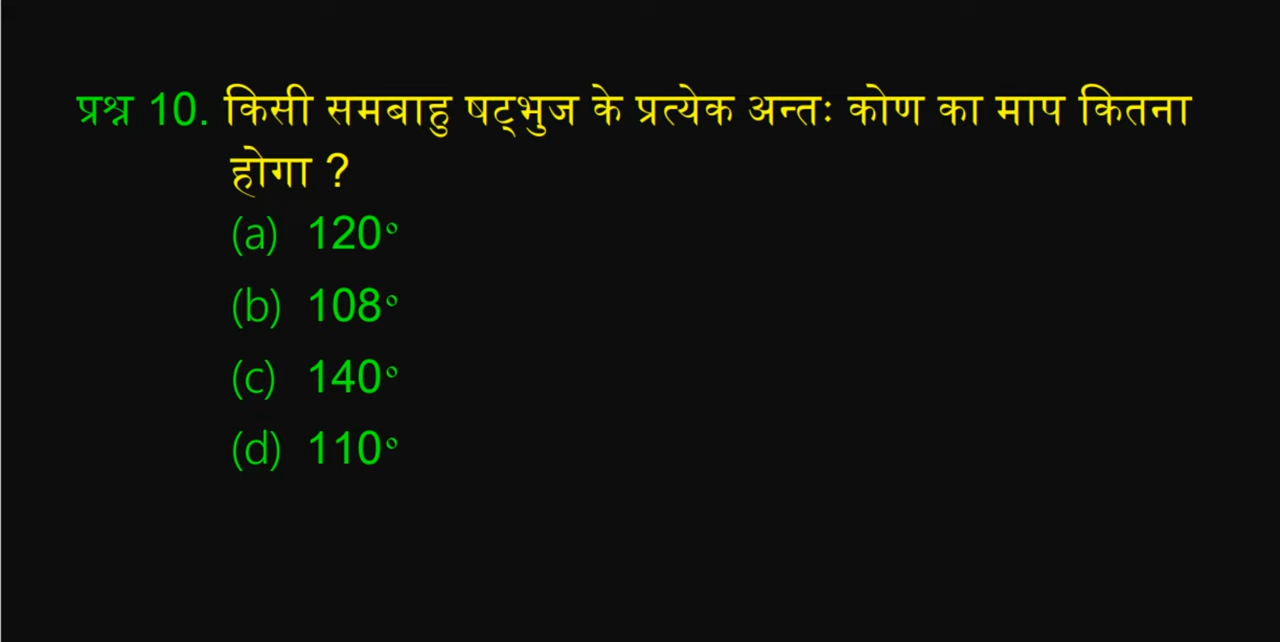 प्रश्न 10. किसी समबाहु षट्भुज के प्रत्येक अन्तः कोण का माप कितना
होगा ?
(a) 120°
(b) 108°
(c) 140°
(d) 110°